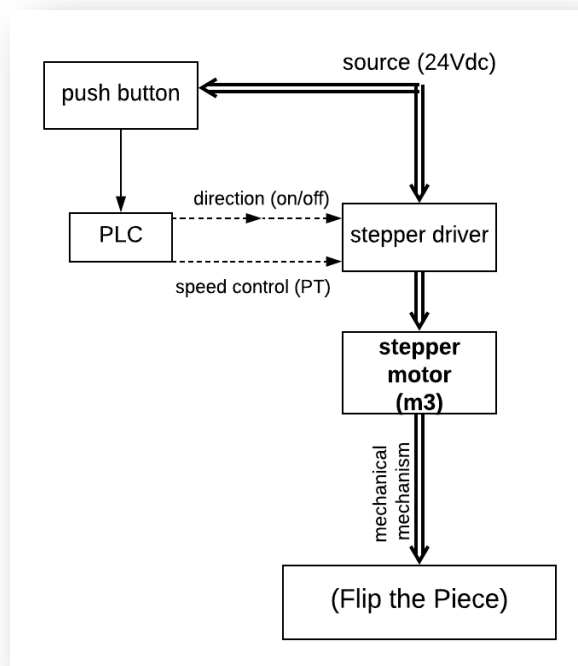 source (24Vdc)
push button
direction (on/off)
PLC
stepper driver
speed control (PT)
stepper
motor
(m3)
mechanical
mechanism
(Flip the Piece)